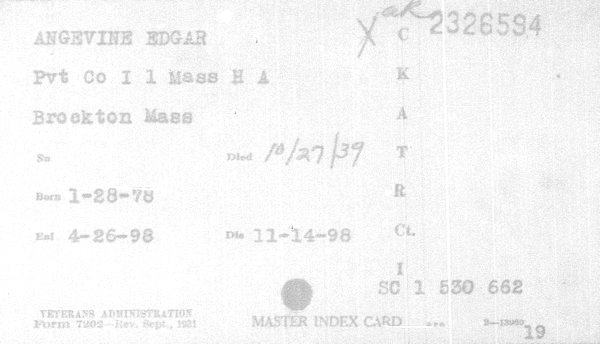 ak
ANGEVINE EDGAR X C 2326594
Pvt Co I 1 Mass H A K
Brockton Mass A
Sn Died 10/27/39 T
Born 1-28-78 R
Enl 4-26-98 Dis 11-14-98 Ct.
I
SC 1 530 662
VETERANS ADMINISTRATION
Form 7202—Rev. Sept., 1931 MASTER INDEX CARD
19